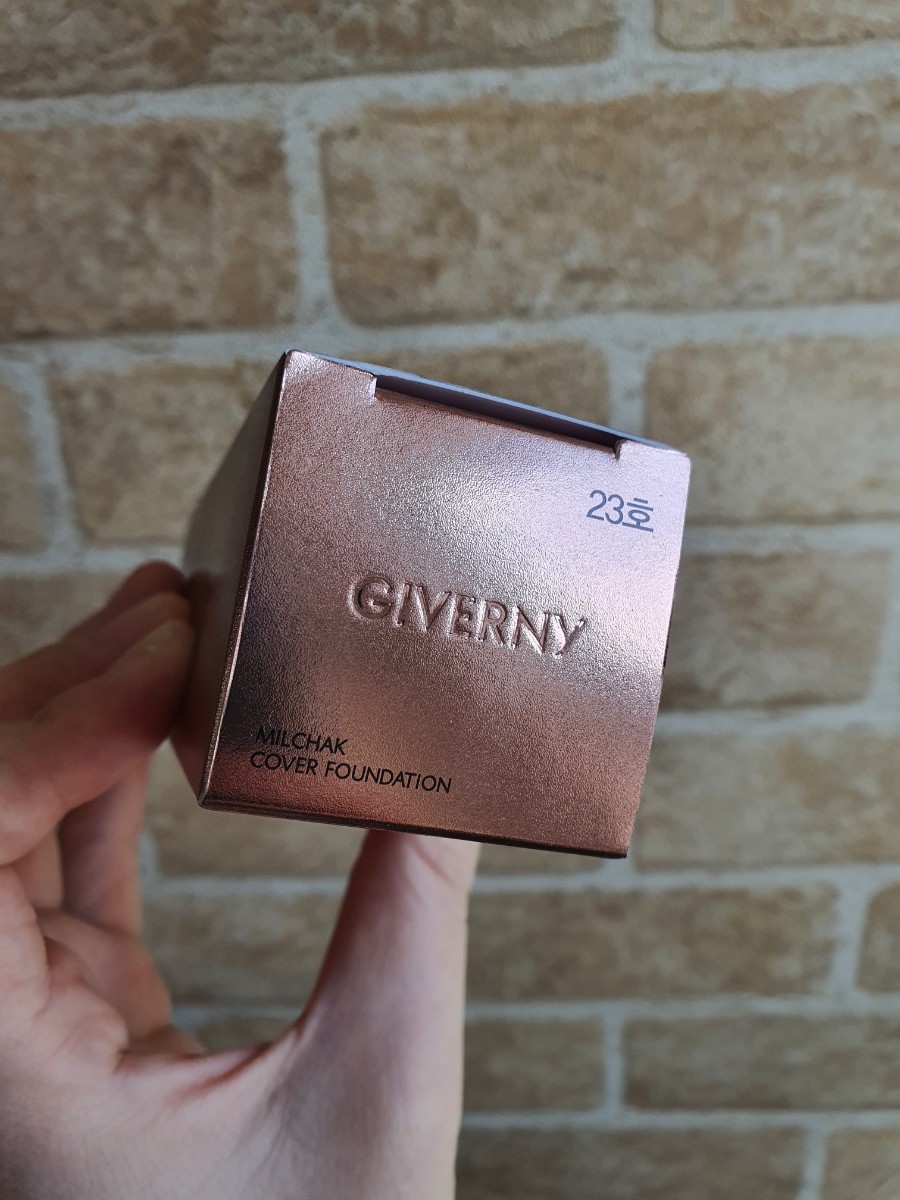 23호
GIVERNY
MILCHAK
COVER FOUNDATION